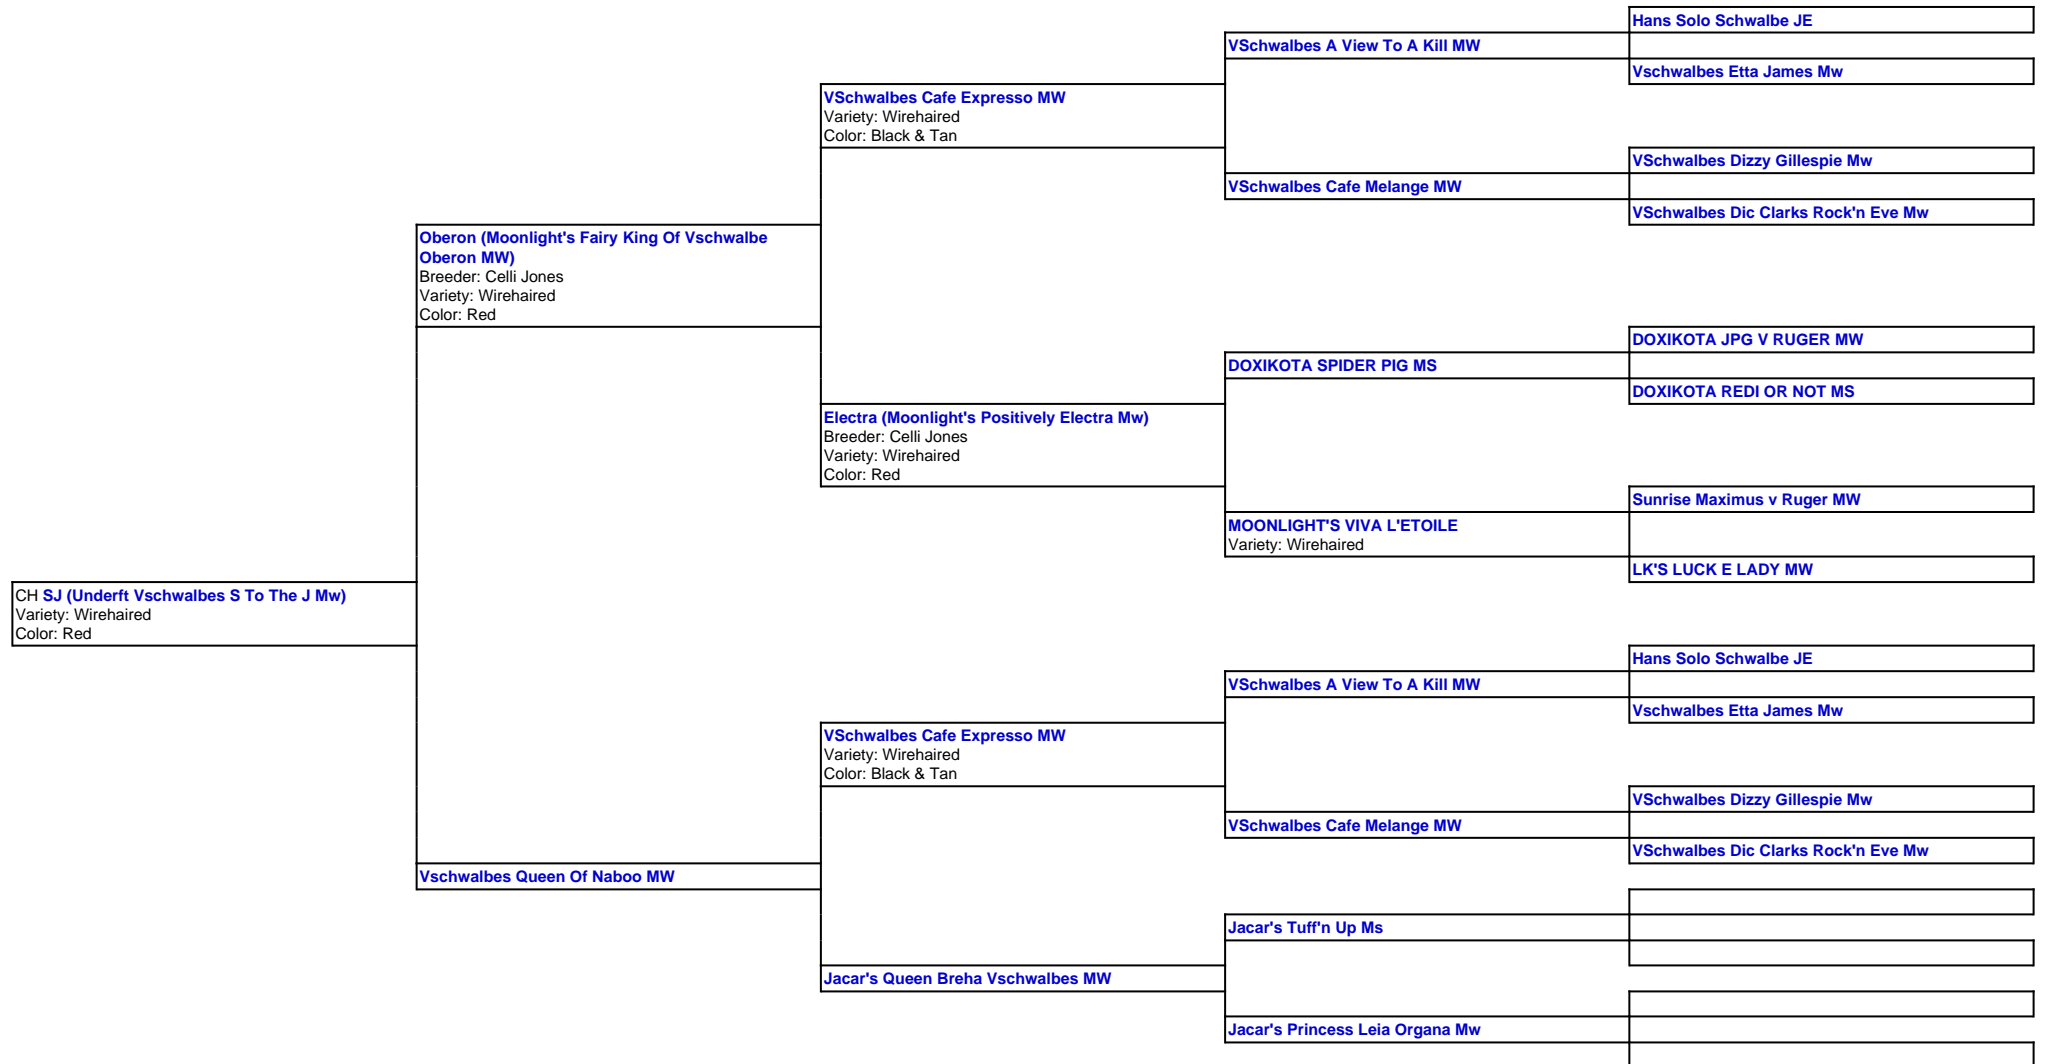 Hans Solo Schwalbe JE
VSchwalbes A View To A Kill MW
Vschwalbes Etta James Mw
VSchwalbes Cafe Expresso MW
Variety: Wirehaired
Color: Black & Tan
VSchwalbes Dizzy Gillespie Mw
VSchwalbes Cafe Melange MW
VSchwalbes Dic Clarks Rock'n Eve Mw
Oberon (Moonlight's Fairy King Of Vschwalbe
Oberon MW)
Breeder: Celli Jones
Variety: Wirehaired
Color: Red
DOXIKOTA JPG V RUGER MW
DOXIKOTA SPIDER PIG MS
DOXIKOTA REDI OR NOT MS
Electra (Moonlight's Positively Electra Mw)
Breeder: Celli Jones
Variety: Wirehaired
Color: Red
Sunrise Maximus v Ruger MW
MOONLIGHT'S VIVA L'ETOILE
Variety: Wirehaired
LK'S LUCK E LADY MW
CH SJ (Underft Vschwalbes S To The J Mw)
Variety: Wirehaired
Color: Red
Hans Solo Schwalbe JE
VSchwalbes A View To A Kill MW
Vschwalbes Etta James Mw
VSchwalbes Cafe Expresso MW
Variety: Wirehaired
Color: Black & Tan
VSchwalbes Dizzy Gillespie Mw
VSchwalbes Cafe Melange MW
VSchwalbes Dic Clarks Rock'n Eve Mw
Vschwalbes Queen Of Naboo MW
Jacar's Tuff'n Up Ms
Jacar's Queen Breha Vschwalbes MW
Jacar's Princess Leia Organa Mw